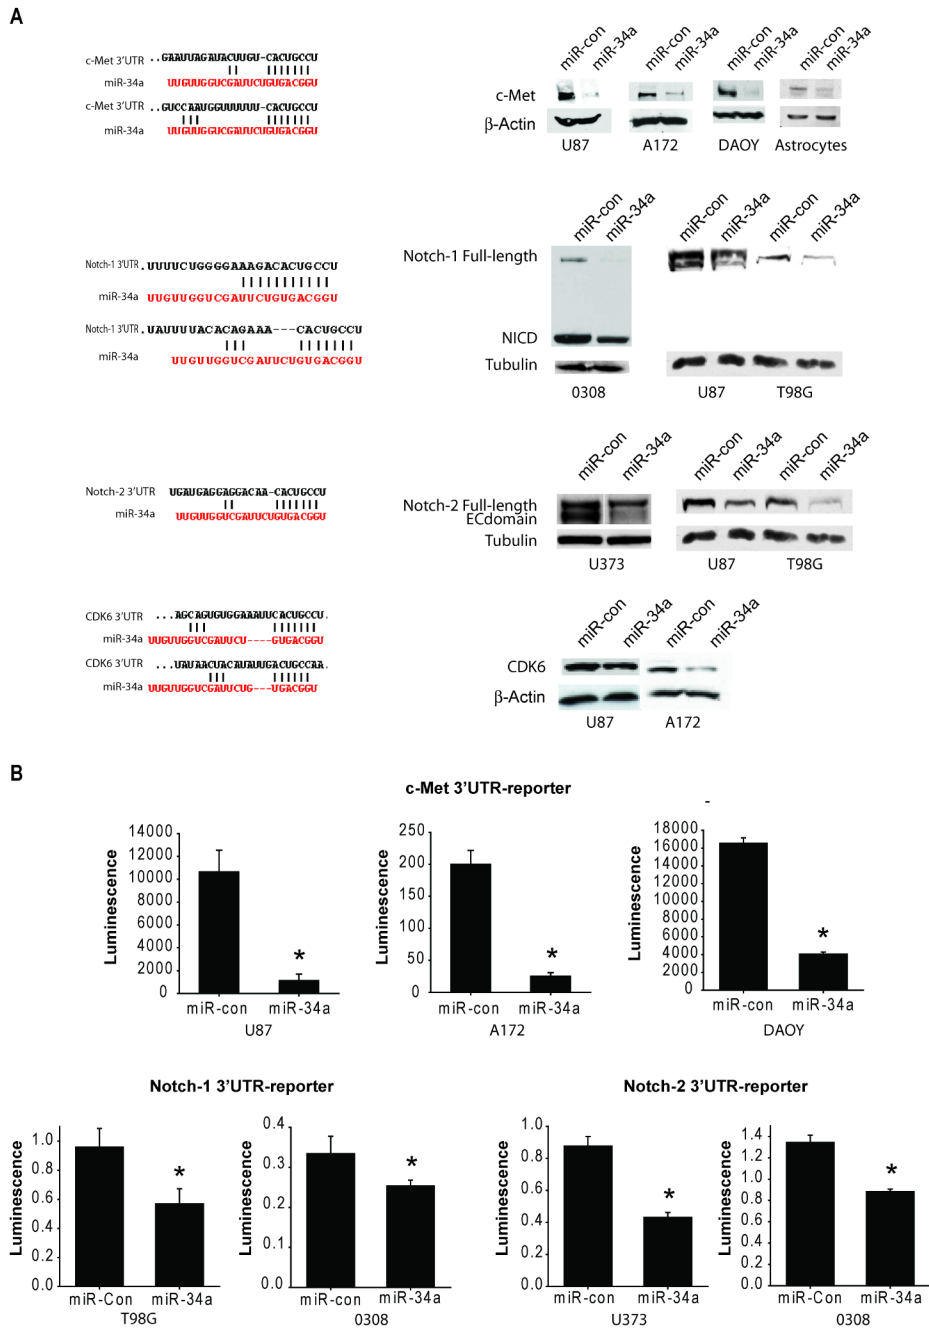 A
miR-con miR-34a miR-con miR-34a miR-con miR-34a miR-con miR-34a
c-Met 3'UTR ..GAAUUAGAUACUUGU-CACUGCCU
miR-34a UUGUUGGUCGAUUCUGUGACGGU
c-Met 3'UTR ..GUCCAAUGGUUUUUU-CACUGCCU
miR-34a UUGUUGGUCGAUUCUGUGACGGU
c-Met
β-Actin
U87 A172 DAOY Astrocytes
miR-con miR-34a miR-con miR-34a miR-con miR-34a
Notch-1 3'UTR .UUUUCUGGGGAAAGACACUGCCU
miR-34a UUGUUGGUCGAUUCUGUGACGGU
Notch-1 3'UTR UAUUUUACACAGAAA---CACUGCCU
miR-34a UUGUUGGUCGAUUCUGUGACGGU
Notch-1 Full-length
NICD
Tubulin
0308 U87 T98G
miR-con miR-34a miR-con miR-34a miR-con miR-34a
Notch-2 3'UTR UGAUGAGGAGGACAA-CACUGCCU
miR-34a UUGUUGGUCGAUUCUGUGACGGU
Notch-2 Full-length
ECdomain
Tubulin
U373 U87 T98G
miR-con miR-34a miR-con miR-34a
CDK6 3'UTR ...AGCAGUGUGGAAAUUCACUGCCU.
miR-34a UUGUUGGUCGAUUCU----GUGACGGU
CDK6 3'UTR ...UAUAACUACAUAUUGACUGCCAA.
miR-34a UUGUUGGUCGAUUCUG---UGACGGU
CDK6
β-Actin
U87 A172
B
c-Met 3'UTR-reporter
Luminescence
14000
12000
10000
8000
6000
4000
2000
0
*
miR-con miR-34a
U87
Luminescence
250
200
150
100
50
0
*
miR-con miR-34a
A172
Luminescence
18000
16000
14000
12000
10000
8000
6000
4000
2000
0
*
miR-con miR-34a
DAOY
Notch-1 3'UTR-reporter
Luminescence
1.0
0.8
0.6
0.4
0.2
0.0
*
miR-Con miR-34a
T98G
Luminescence
0.4
0.3
0.2
0.1
0.0
*
miR-con miR-34a
0308
Notch-2 3'UTR-reporter
Luminescence
1.0
0.8
0.6
0.4
0.2
0.0
*
miR-con miR-34a
U373
Luminescence
1.4
1.2
1.0
0.8
0.6
0.4
0.2
0.0
*
miR-Con miR-34a
0308